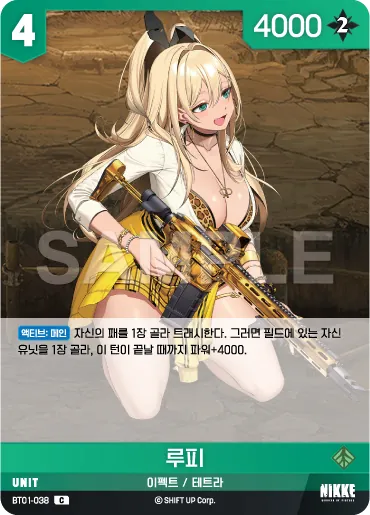 4
4000 2
SAMPLE
액티브: 메인 자신의 패를 1장 골라 트래시한다. 그러면 필드에 있는 자신
유닛을 1장 골라, 이 턴이 끝날 때까지 파워+4000.
루피
UNIT
이펙트 / 테트라
BT01-038 C
© SHIFT UP Corp.
NIKKE